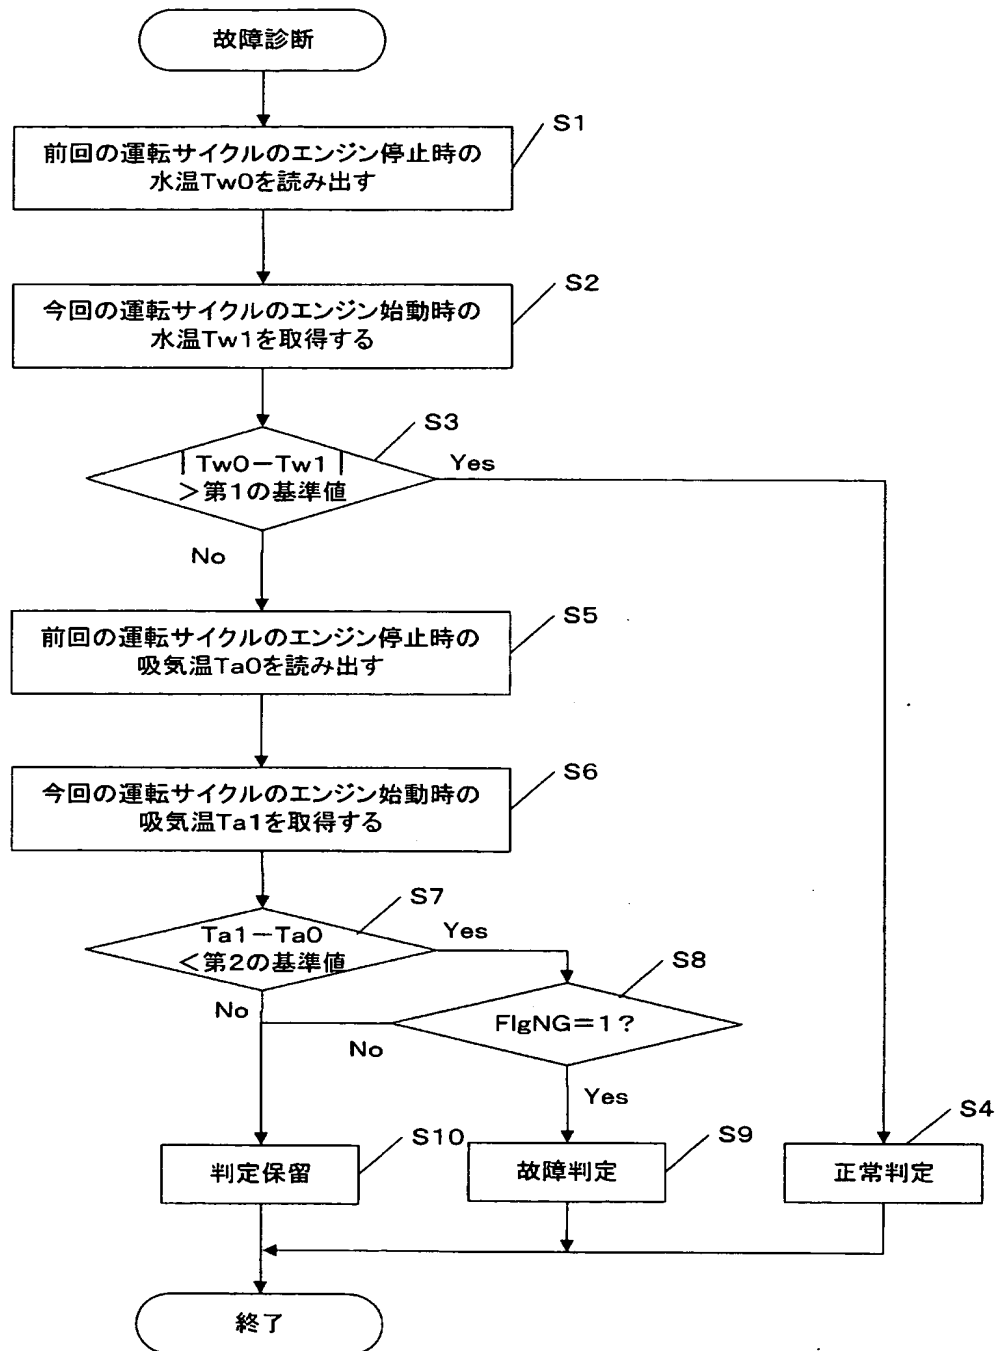 故障診断
S1
前回の運転サイクルのエンジン停止時の
水温Tw0を読み出す
S2
今回の運転サイクルのエンジン始動時の
水温Tw1を取得する
S3
|Tw0-Tw1|
>第1の基準値
Yes
No
S5
前回の運転サイクルのエンジン停止時の
吸気温Ta0を読み出す
S6
今回の運転サイクルのエンジン始動時の
吸気温Ta1を取得する
S7
Ta1-Ta0
<第2の基準値
Yes
No
S8
FlgNG=1?
No
Yes
S10
判定保留
S9
故障判定
S4
正常判定
終了